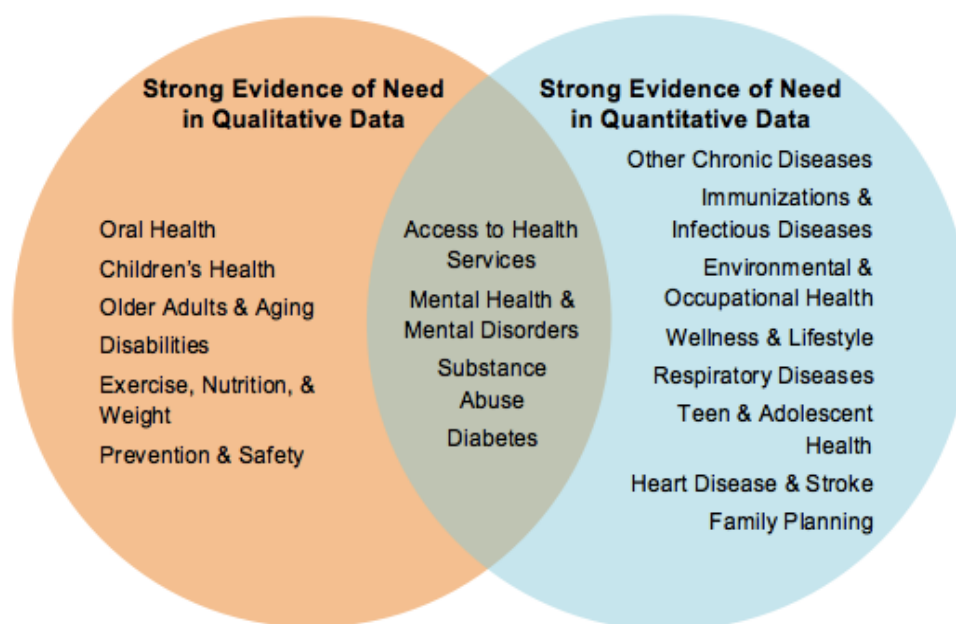 Strong Evidence of Need
in Qualitative Data
Oral Health
Children's Health
Older Adults & Aging
Disabilities
Exercise, Nutrition, &
Weight
Prevention & Safety
Access to Health
Services
Mental Health &
Mental Disorders
Substance
Abuse
Diabetes
Strong Evidence of Need
in Quantitative Data
Other Chronic Diseases
Immunizations &
Infectious Diseases
Environmental &
Occupational Health
Wellness & Lifestyle
Respiratory Diseases
Teen & Adolescent
Health
Heart Disease & Stroke
Family Planning